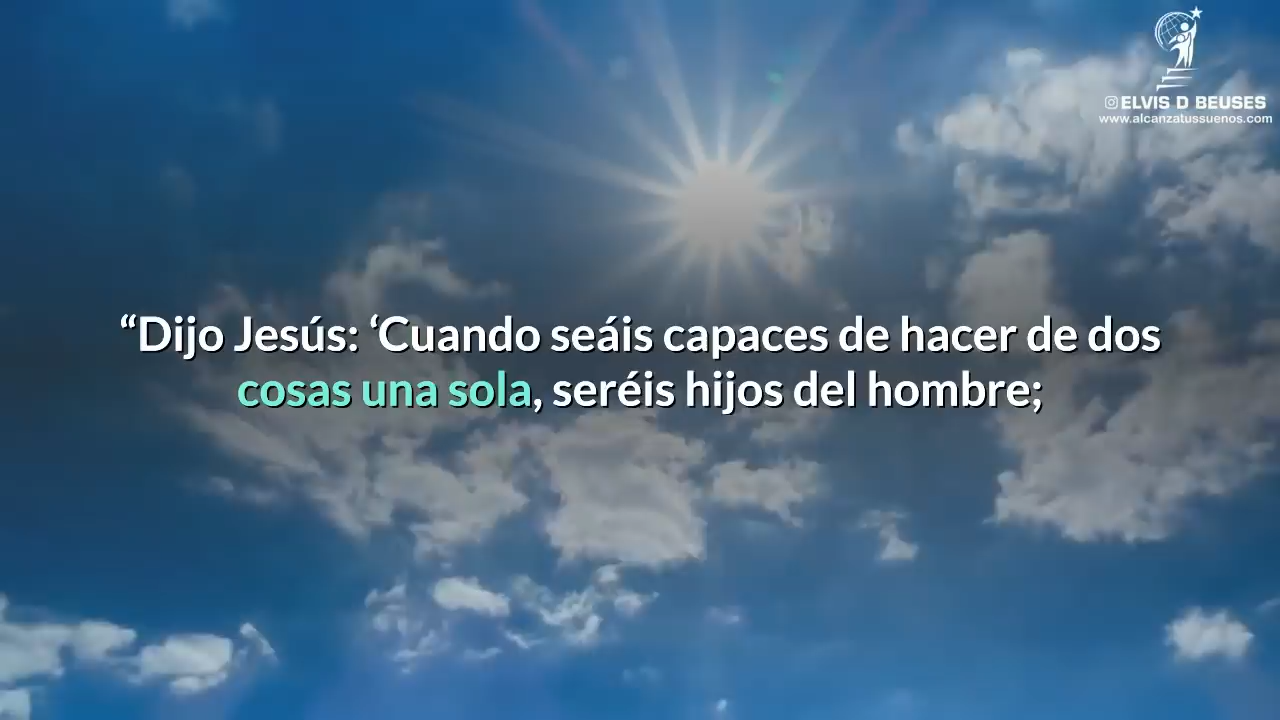 ELVIS D BEUSES
www.alcanzatussuenos.com
“Dijo Jesús: ‘Cuando seáis capaces de hacer de dos
cosas una sola, seréis hijos del hombre;